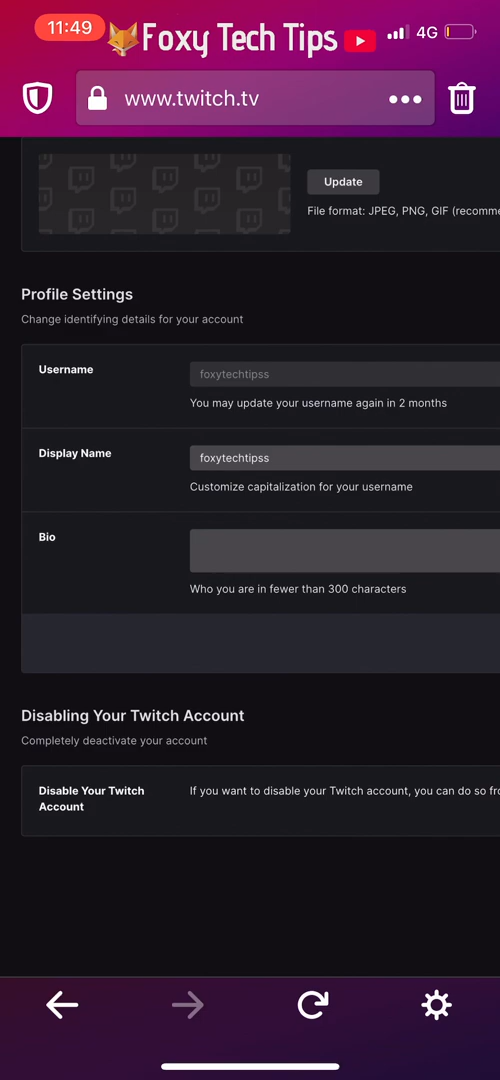 11:49
Foxy Tech Tips
4G
www.twitch.tv
Update
File format: JPEG, PNG, GIF (recomme
Profile Settings
Change identifying details for your account
Username
foxytechtipss
You may update your username again in 2 months
Display Name
foxytechtipss
Customize capitalization for your username
Bio
Who you are in fewer than 300 characters
Disabling Your Twitch Account
Completely deactivate your account
Disable Your Twitch
Account
If you want to disable your Twitch account, you can do so fro